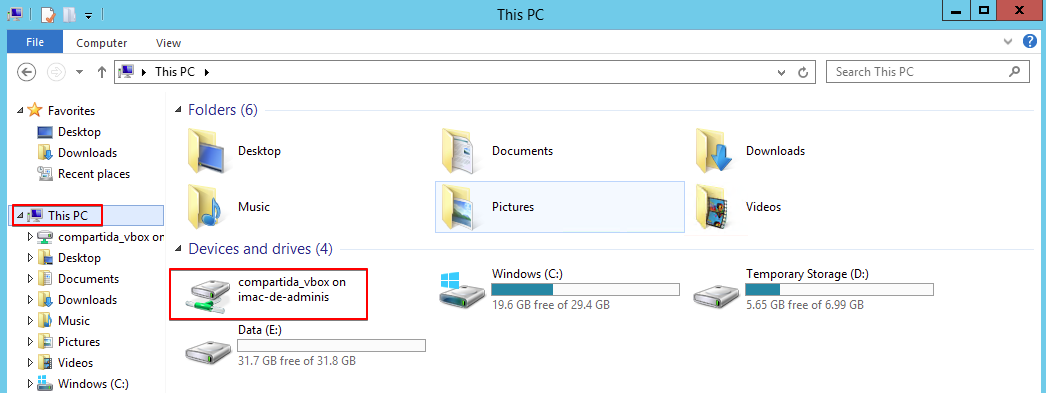 This PC
File
Computer
View
This PC
Search This PC
Favorites
Desktop
Downloads
Recent places
This PC
compartida_vbox on
Desktop
Documents
Downloads
Music
Pictures
Videos
Windows (C:)
Folders (6)
Desktop
Documents
Downloads
Music
Pictures
Videos
Devices and drives (4)
compartida_vbox on
imac-de-adminis
Windows (C:)
19.6 GB free of 29.4 GB
Temporary Storage (D:)
5.65 GB free of 6.99 GB
Data (E:)
31.7 GB free of 31.8 GB